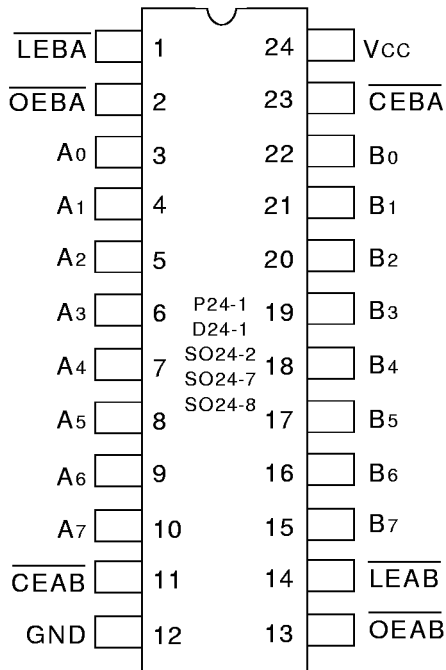 LEBA 1 24 VCC
OEBA 2 23 CEBA
A0 3 22 B0
A1 4 21 B1
A2 5 20 B2
A3 6 P24-1 19 B3
D24-1
A4 7 SO24-2 18 B4
SO24-7
A5 8 SO24-8 17 B5
A6 9 16 B6
A7 10 15 B7
CEAB 11 14 LEAB
GND 12 13 OEAB